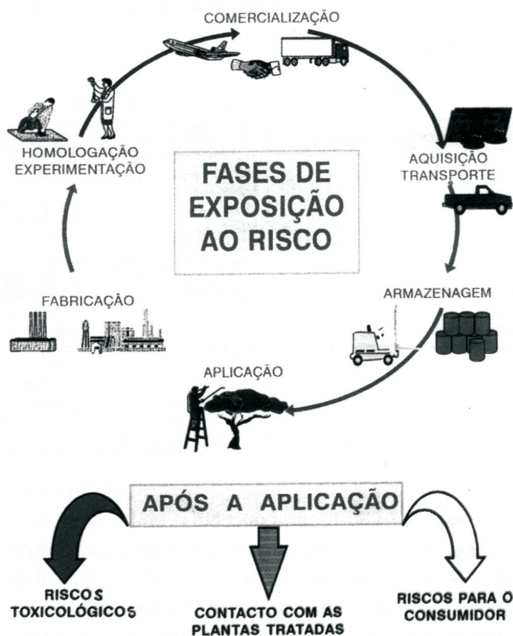 COMERCIALIZAÇÃO
HOMOLOGAÇÃO
EXPERIMENTAÇÃO
FASES DE
EXPOSIÇÃO
AO RISCO
AQUISIÇÃO
TRANSPORTE
FABRICAÇÃO
ARMAZENAGEM
APLICAÇÃO
APÓS A APLICAÇÃO
RISCOS
TOXICOLÓGICOS
CONTACTO COM AS
PLANTAS TRATADAS
RISCOS PARA O
CONSUMIDOR